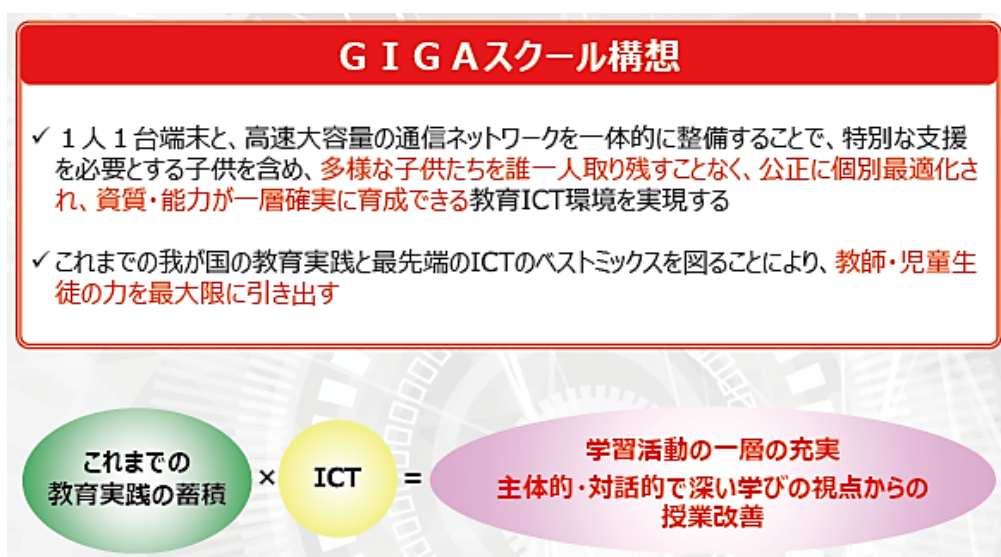 ＧＩＧＡスクール構想
✓ １人１台端末と、高速大容量の通信ネットワークを一体的に整備することで、特別な支援
を必要とする子供を含め、多様な子供たちを誰一人取り残すことなく、公正に個別最適化さ
れ、資質・能力が一層確実に育成できる教育ICT環境を実現する
✓ これまでの我が国の教育実践と最先端のICTのベストミックスを図ることにより、教師・児童生
徒の力を最大限に引き出す
これまでの
教育実践の蓄積
×
ICT
=
学習活動の一層の充実
主体的・対話的で深い学びの視点からの
授業改善